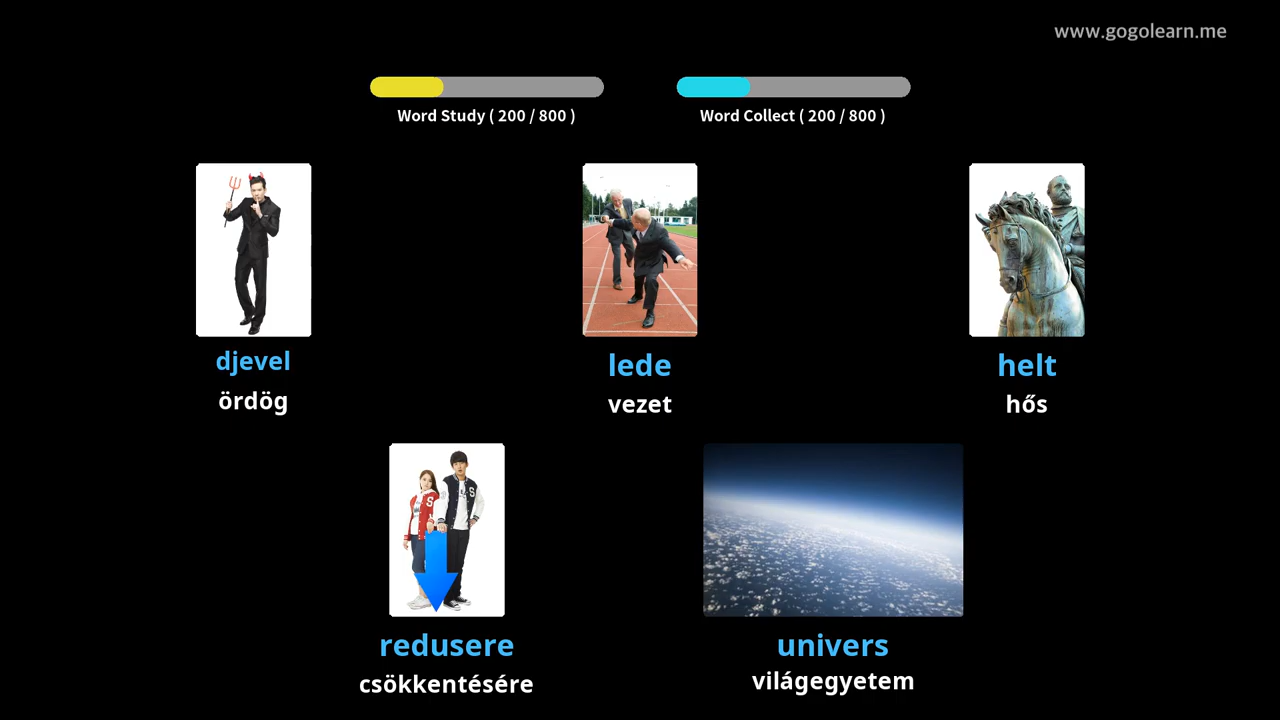 www.gogolearn.me
Word Study ( 200 / 800 )
Word Collect ( 200 / 800 )
djevel
ördög
lede
vezet
helt
hős
redusere
csökkentésére
univers
világegyetem